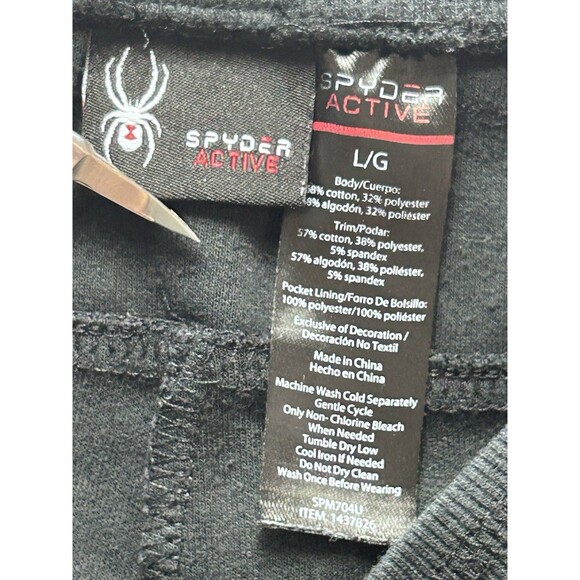 SPYDER
ACTIVE
SPYDER
ACTIVE
L/G
Body/Cuerpo:
68% cotton, 32% polyester
8% algodón, 32% poliéster
Trim/Podar:
57% cotton, 38% polyester,
5% spandex
57% algodón, 38% poliéster,
5% spandex
Pocket Lining/Forro De Bolsillo:
100% polyester/100% poliéster
Exclusive of Decoration/
Decoración No Textil
Made in China
Hecho en China
Machine Wash Cold Separately
Gentle Cycle
Only Non- Chlorine Bleach
When Needed
Tumble Dry Low
Cool Iron If Needed
Do Not Dry Clean
Wash Once Before Wearing
SPM704U
ITEM. 1437826